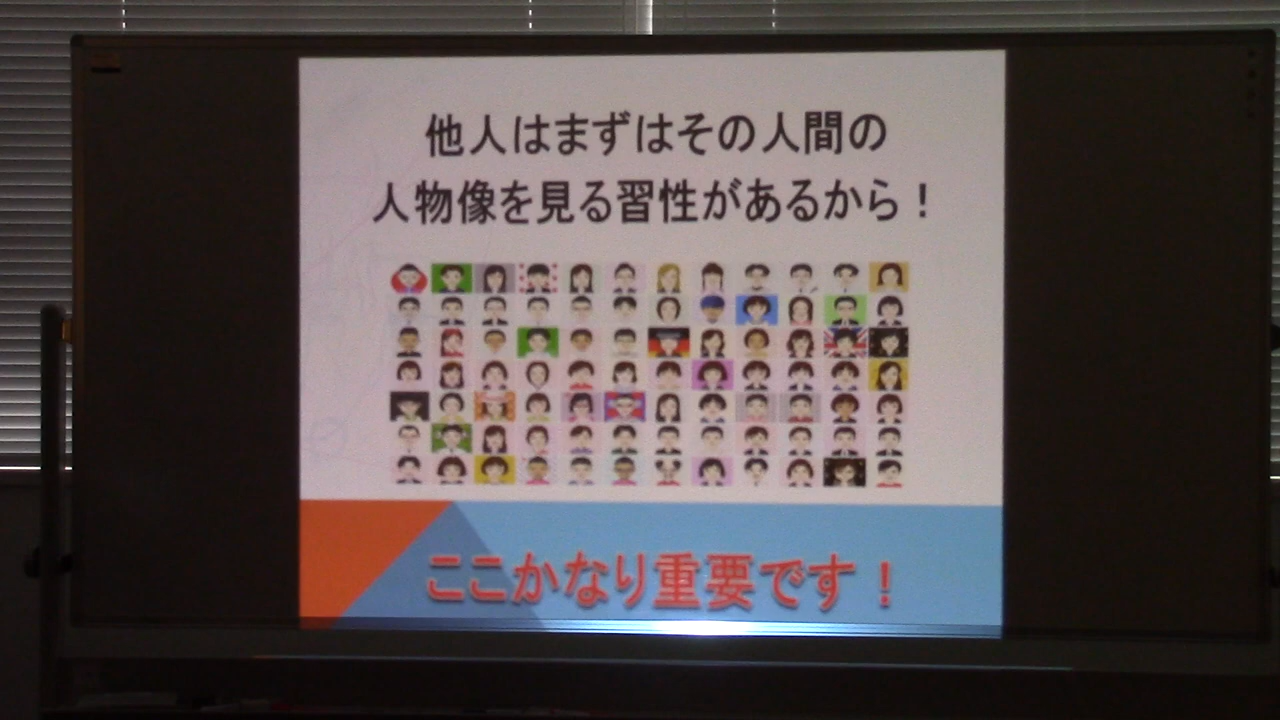 他人はまずはその人間の
人物像を見る習性があるから！
ここかなり重要です！